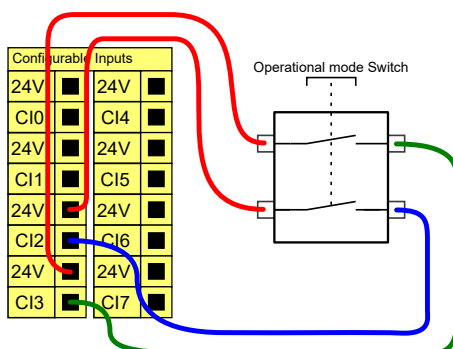 Configurable Inputs
Operational mode Switch
24V 24V
CI0 CI4
24V 24V
CI1 CI5
24V 24V
CI2 CI6
24V 24V
CI3 CI7